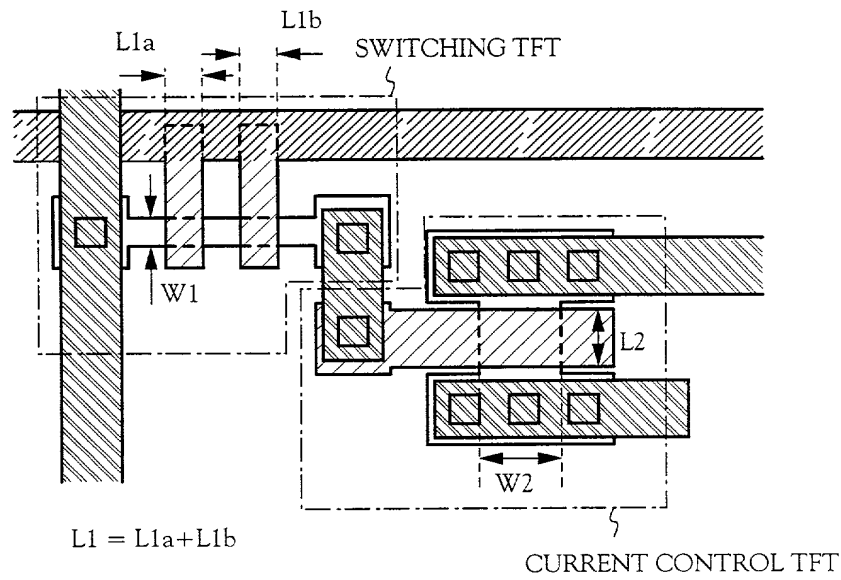 L1a
L1b
SWITCHING TFT
W1
L2
W2
L1 = L1a+L1b
CURRENT CONTROL TFT